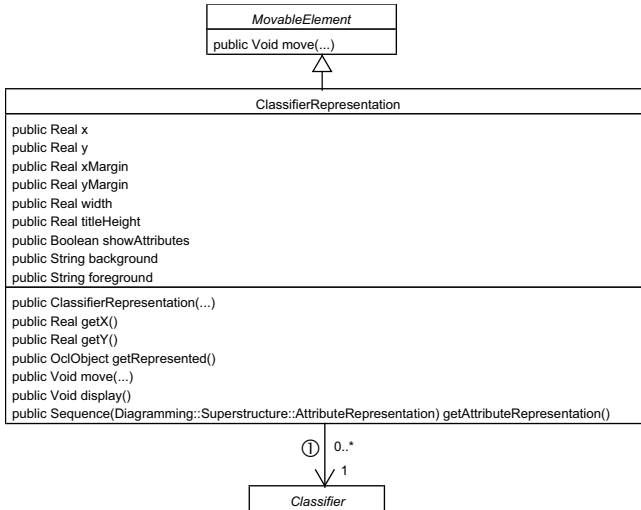 MovableElement
public Void move(...)
ClassifierRepresentation
public Real x
public Real y
public Real xMargin
public Real yMargin
public Real width
public Real titleHeight
public Boolean showAttributes
public String background
public String foreground
public ClassifierRepresentation(...)
public Real getX()
public Real getY()
public OclObject getRepresented()
public Void move(...)
public Void display()
public Sequence(Diagramming::Superstructure::AttributeRepresentation) getAttributeRepresentation()
① 0..*
1
Classifier